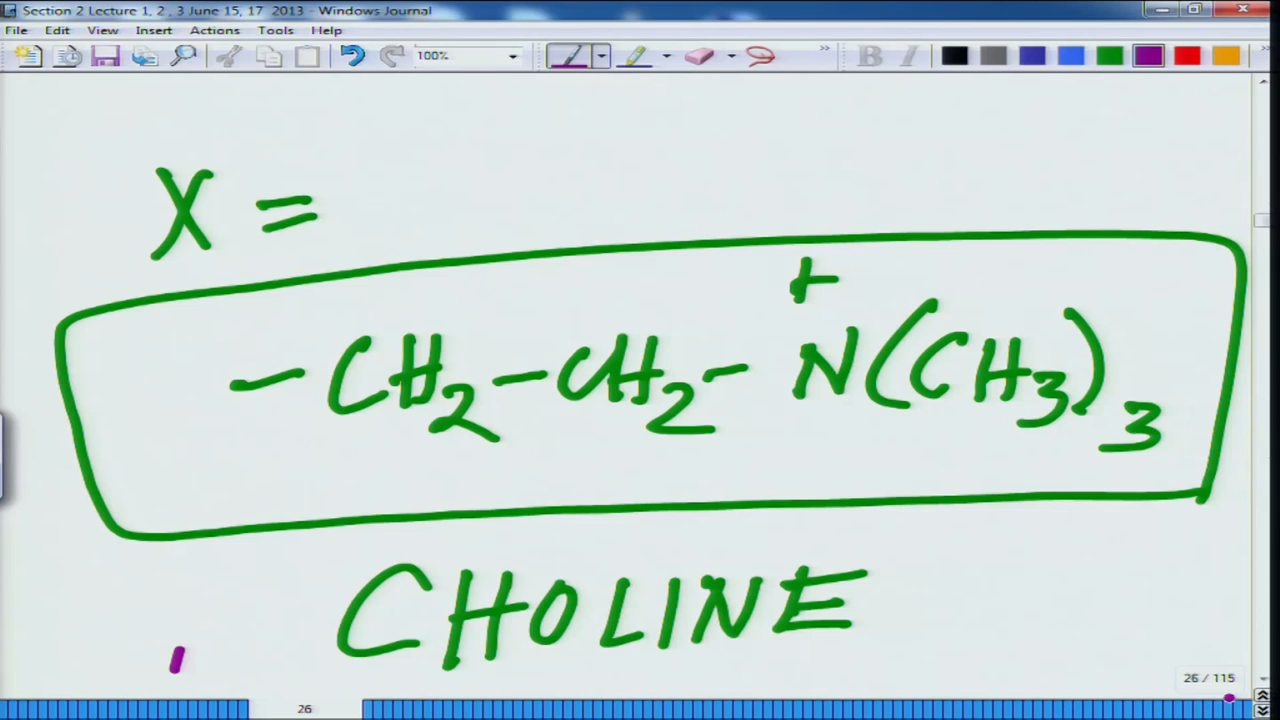 Section 2 Lecture 1, 2 , 3 June 15, 17 2013 - Windows Journal
File Edit View Insert Actions Tools Help
100% B I
X =
+
- CH2 - CH2 - N(CH3)3
CHOLINE
26 / 115
26